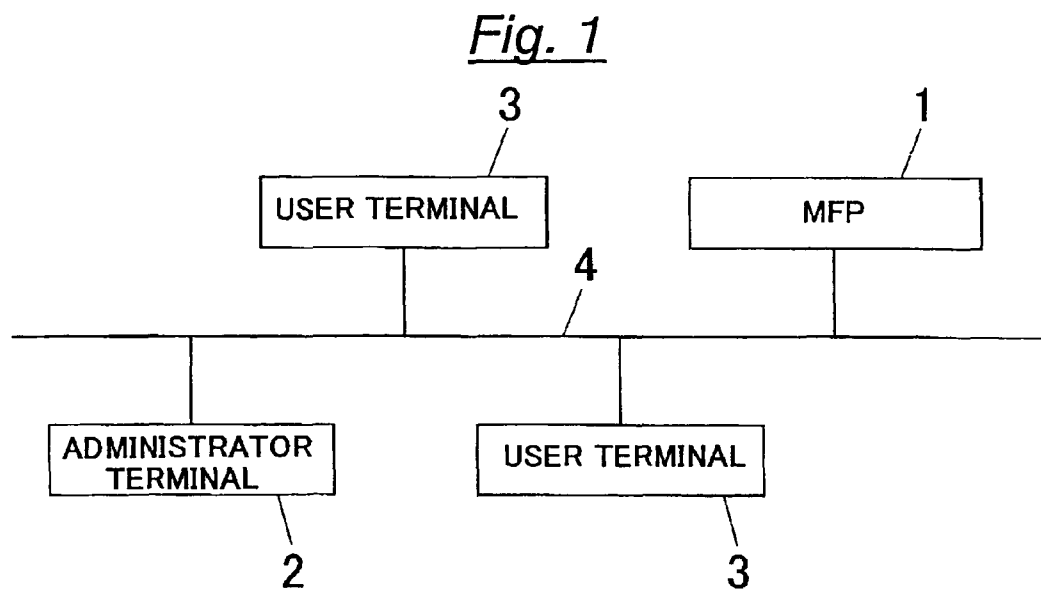 Fig. 1
3
1
USER TERMINAL
MFP
4
ADMINISTRATOR
TERMINAL
USER TERMINAL
2
3